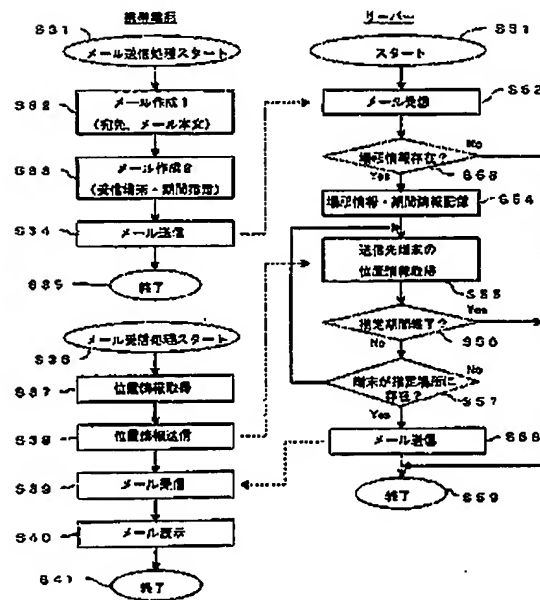 携帯電話
S31
メール送信処理スタート
S32
メール作成1
(宛先、メール本文)
S33
メール作成2
(受信場所・期間指定)
S34
メール送信
S35
終了
S36
メール受信処理スタート
S37
位置情報取得
S38
位置情報送信
S39
メール受信
S40
メール表示
S41
終了
サーバー
S51
スタート
S52
メール受信
No
場所情報存在?
S53
Yes
場所情報・期間情報記憶
S54
送信先端末の
位置情報取得
S55
Yes
指定期間終了?
S56
No
No
端末が指定場所に
存在?
S57
Yes
メール送信
S58
終了
S59